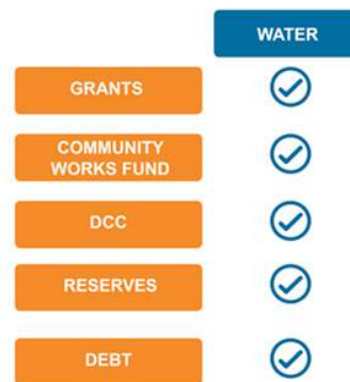 WATER
GRANTS
COMMUNITY
WORKS FUND
DCC
RESERVES
DEBT